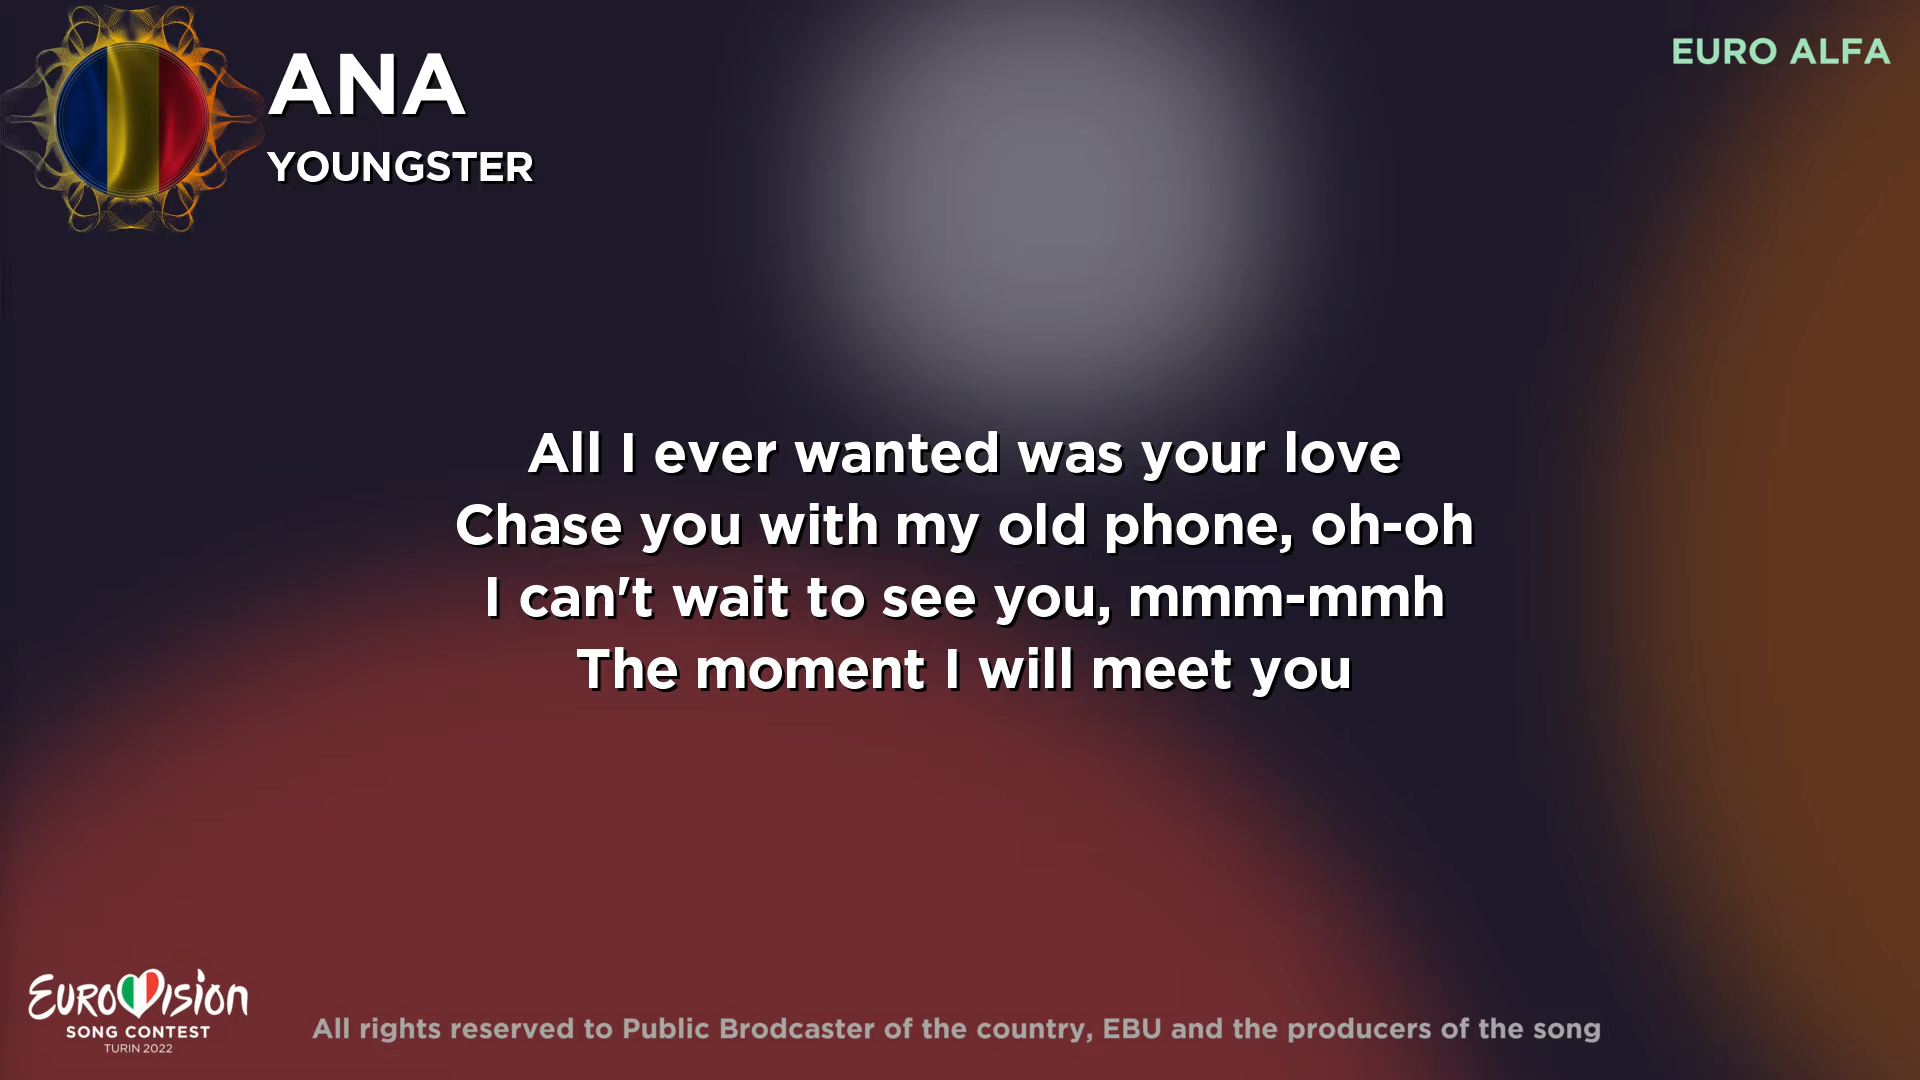 ANA
YOUNGSTER
EURO ALFA
All I ever wanted was your love
Chase you with my old phone, oh-oh
I can't wait to see you, mmm-mmh
The moment I will meet you
EUROVISION
SONG CONTEST
TURIN 2022
All rights reserved to Public Brodcaster of the country, EBU and the producers of the song